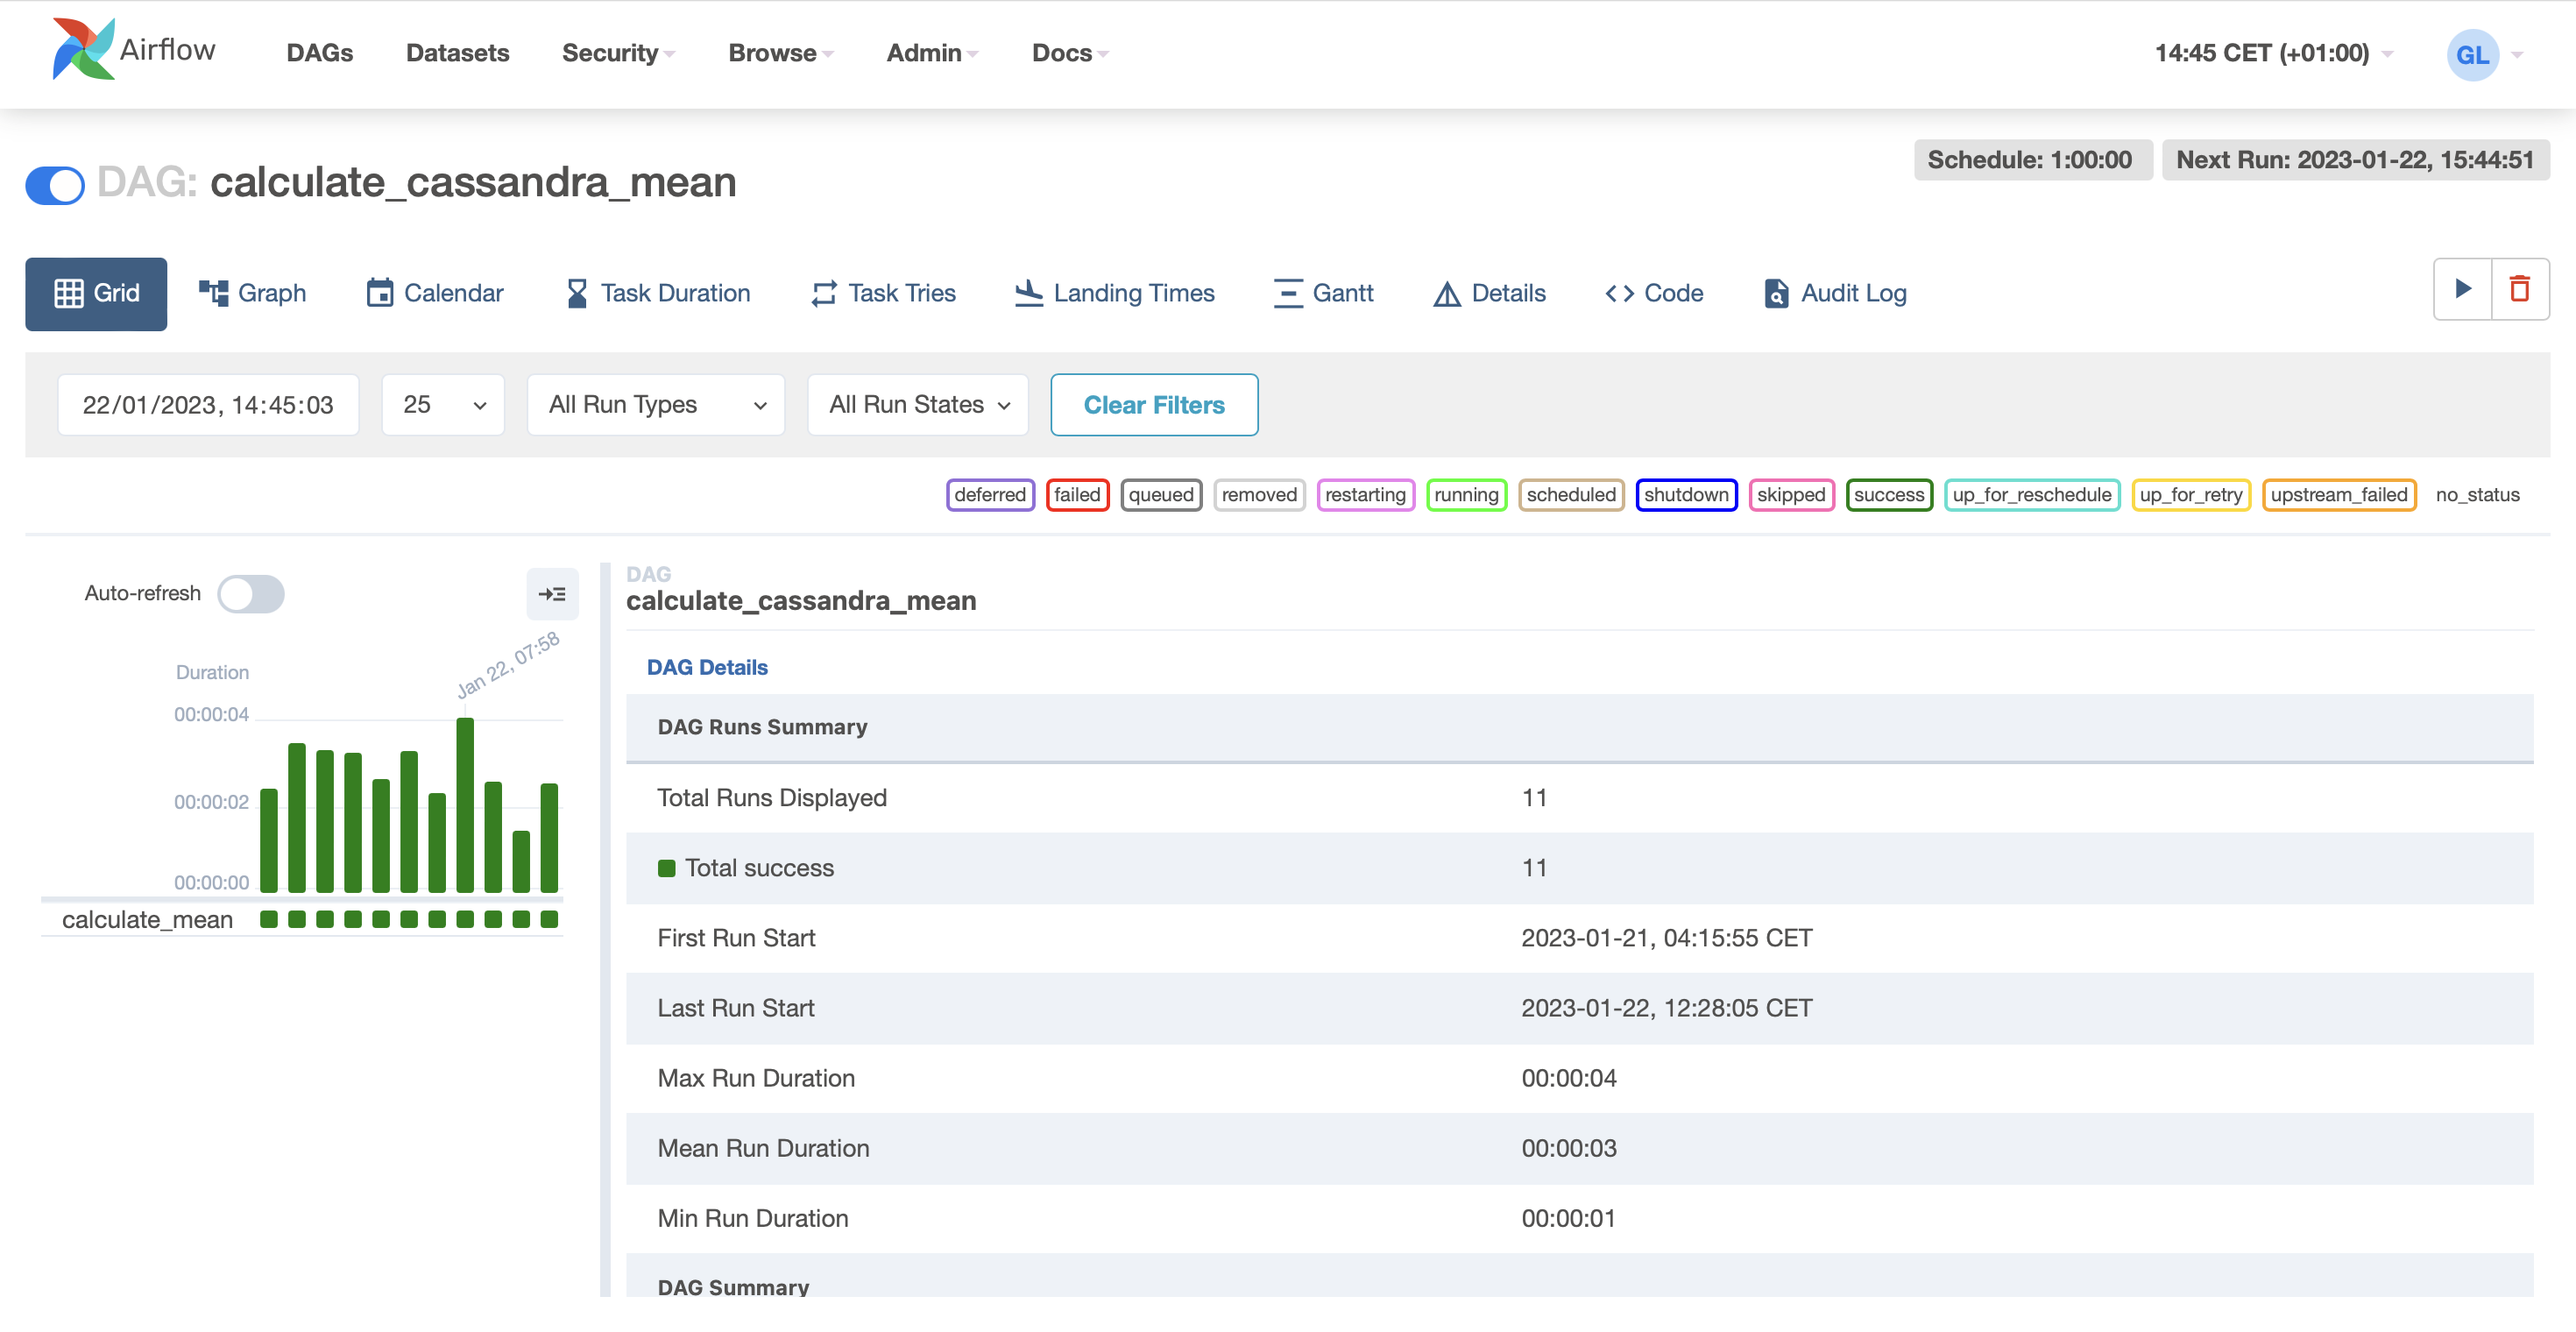 Airflow DAGs Datasets Security Browse Admin Docs 14:45 CET (+01:00) GL
Schedule: 1:00:00 Next Run: 2023-01-22, 15:44:51
DAG: calculate_cassandra_mean
Grid Graph Calendar Task Duration Task Tries Landing Times Gantt Details Code Audit Log
22/01/2023, 14:45:03 25 All Run Types All Run States Clear Filters
deferred failed queued removed restarting running scheduled shutdown skipped success up_for_reschedule up_for_retry upstream_failed no_status
Auto-refresh
Jan 22, 07:58
Duration
00:00:04
00:00:02
00:00:00
calculate_mean
DAG
calculate_cassandra_mean
DAG Details
DAG Runs Summary
Total Runs Displayed 11
Total success 11
First Run Start 2023-01-21, 04:15:55 CET
Last Run Start 2023-01-22, 12:28:05 CET
Max Run Duration 00:00:04
Mean Run Duration 00:00:03
Min Run Duration 00:00:01
DAG Summary